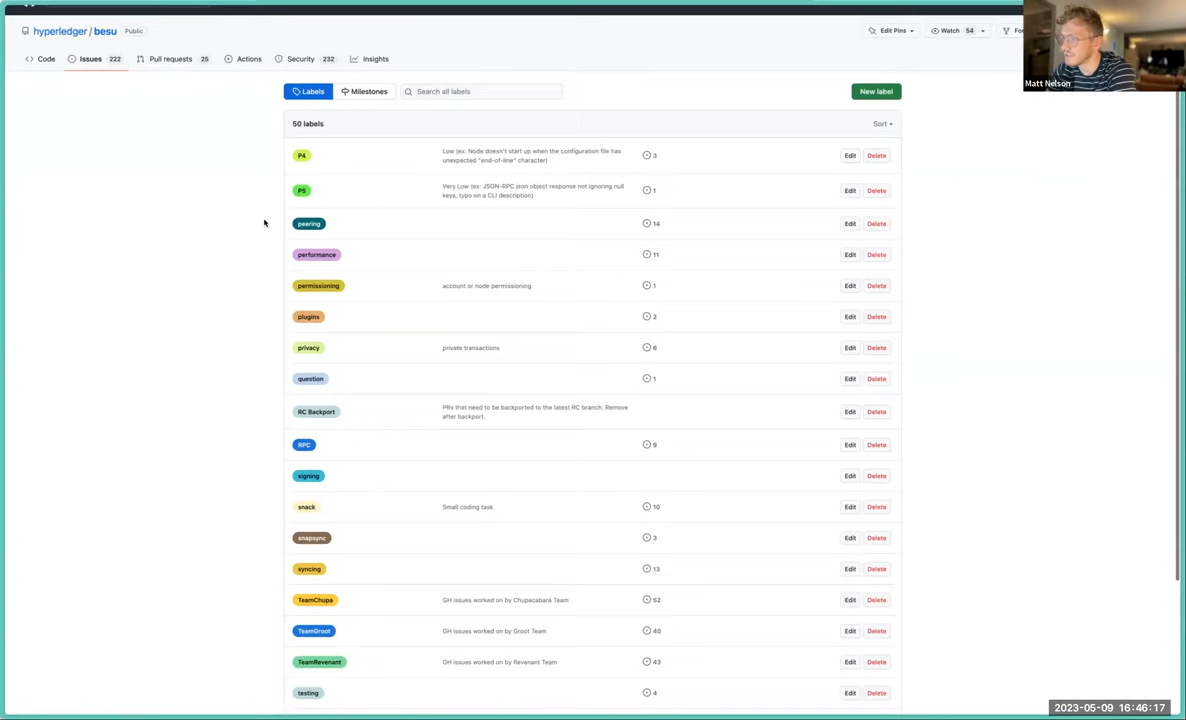 hyperledger / besu Public
Edit Pins
Watch 54
Code
Issues 222
Pull requests 25
Actions
Security 232
Insights
Matt Nelson
Labels
Milestones
Search all labels
New label
50 labels
Sort
P4
Low (ex: Node doesn't start up when the configuration file has
unexpected "end-of-line" character)
3
Edit Delete
P5
Very Low (ex: JSON-RPC json object response not ignoring null
keys, typo on a CLI description)
1
Edit Delete
peering
14
Edit Delete
performance
11
Edit Delete
permissioning
account or node permissioning
1
Edit Delete
plugins
2
Edit Delete
privacy
private transactions
6
Edit Delete
question
1
Edit Delete
RC Backport
PRs that need to be backported to the latest RC branch. Remove
after backport.
Edit Delete
RPC
9
Edit Delete
signing
Edit Delete
snack
Small coding task
10
Edit Delete
snapsync
3
Edit Delete
syncing
13
Edit Delete
TeamChupa
GH issues worked on by Chupacabara Team
52
Edit Delete
TeamGroot
GH issues worked on by Groot Team
40
Edit Delete
TeamRevenant
GH issues worked on by Revenant Team
43
Edit Delete
testing
4
Edit Delete
2023-05-09 16:46:17